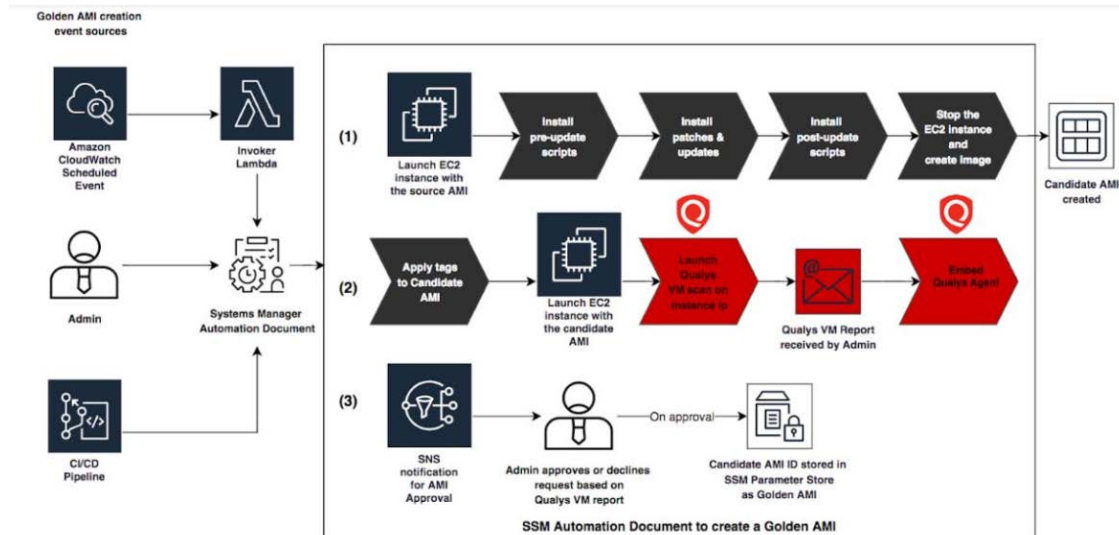 Golden AMI creation
event sources
Amazon
CloudWatch
Scheduled
Event
Invoker
Lambda
Admin
Systems Manager
Automation Document
CI/CD
Pipeline
(1)
Launch EC2
instance with
the source AMI
Install
pre-update
scripts
Install
patches &
updates
Install
post-update
scripts
Stop the
EC2 instance
and
create image
Candidate AMI
created
(2)
Apply tags
to Candidate
AMI
Launch EC2
instance with
the candidate
AMI
Launch
Qualys
VM scan on
instance ip
@
Qualys VM Report
received by Admin
Embed
Qualys Agent
(3)
SNS
notification
for AMI
Approval
Admin approves or declines
request based on
Qualys VM report
On approval
Candidate AMI ID stored in
SSM Parameter Store
as Golden AMI
SSM Automation Document to create a Golden AMI